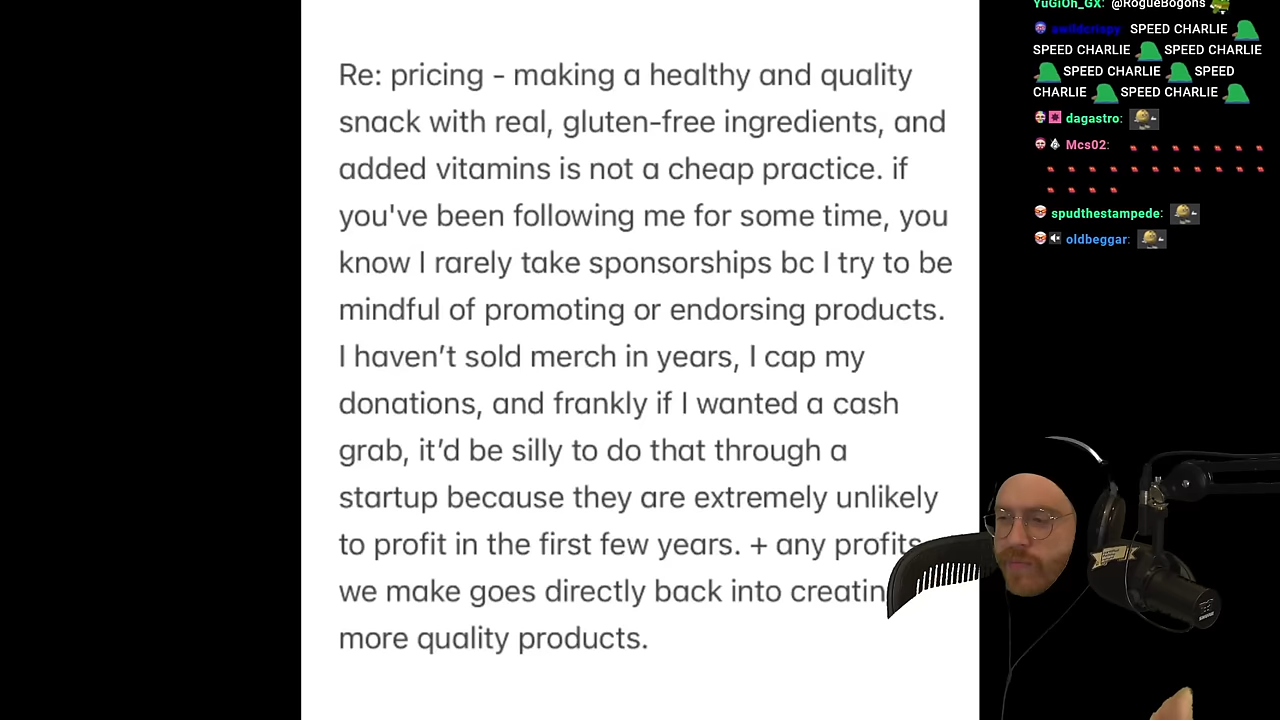 Re: pricing - making a healthy and quality
snack with real, gluten-free ingredients, and
added vitamins is not a cheap practice. if
you've been following me for some time, you
know I rarely take sponsorships bc I try to be
mindful of promoting or endorsing products.
I haven't sold merch in years, I cap my
donations, and frankly if I wanted a cash
grab, it'd be silly to do that through a
startup because they are extremely unlikely
to profit in the first few years. + any profits
we make goes directly back into creatin
more quality products.
YuGiOh_GX: @RogueBogons
awildcrispy SPEED CHARLIE
SPEED CHARLIE SPEED CHARLIE
SPEED CHARLIE SPEED
CHARLIE SPEED CHARLIE
dagastro:
Mcs02:
spudthestampede:
oldbeggar: